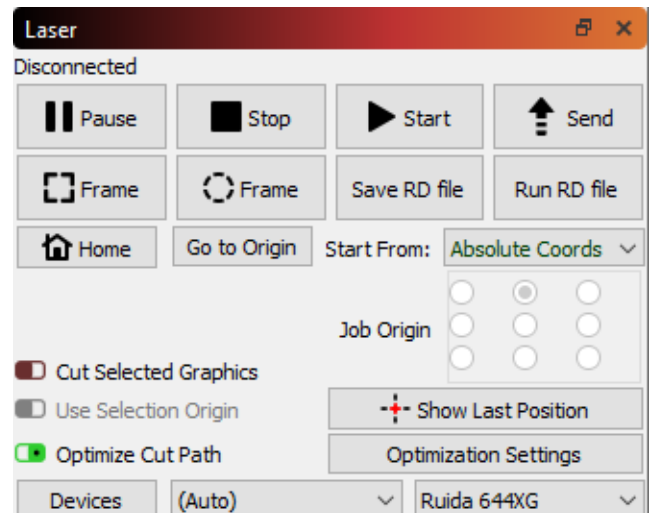 Laser
Disconnected
Pause Stop Start Send
Frame Frame Save RD file Run RD file
Home Go to Origin Start From: Absolute Coords
Job Origin
Cut Selected Graphics
Use Selection Origin Show Last Position
Optimize Cut Path Optimization Settings
Devices (Auto) Ruida 644XG